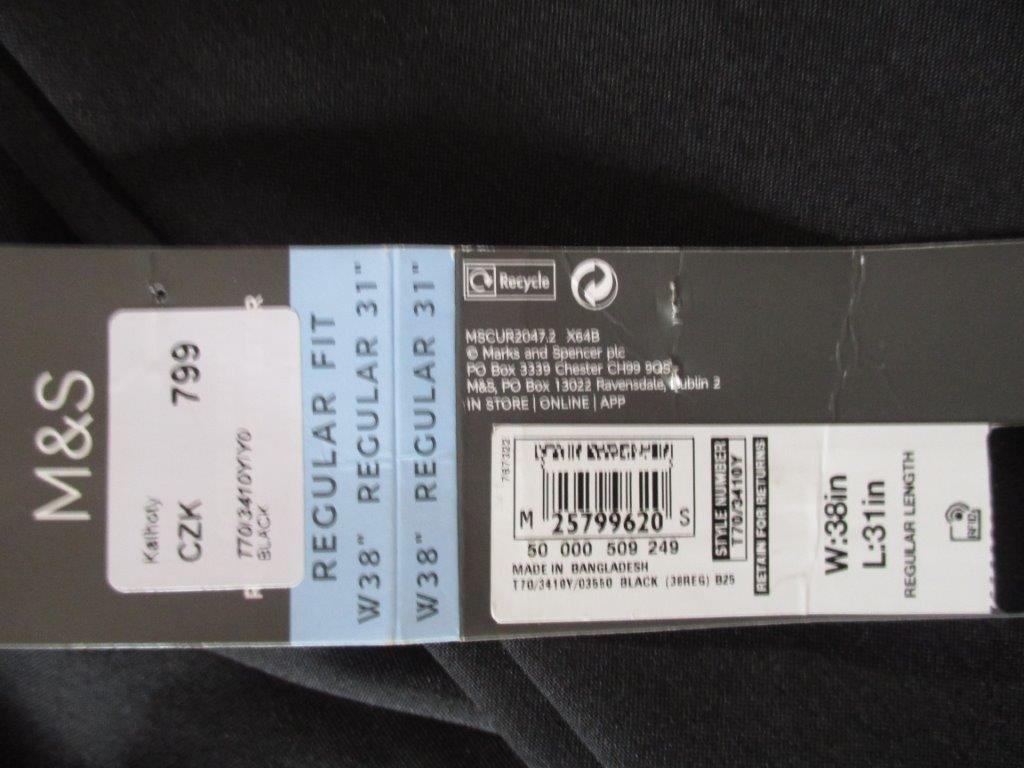 M&S
Kalhoty
CZK 799
T70/3410Y/Y0
BLACK
REGULAR FIT
W38" REGULAR 31"
W38" REGULAR 31"
Recycle
MSCUR2047.2 X64B
© Marks and Spencer plc
PO Box 3339 Chester CH99 9QS,
M&S, PO Box 13022 Ravensdale, Dublin 2
IN STORE | ONLINE | APP
M 25799620 S
50 000 509 249
MADE IN BANGLADESH
T70/3410Y/03550 BLACK (38REG) B25
STYLE NUMBER
T70/3410Y
RETAIN FOR RETURNS
W:38in
L:31in
REGULAR LENGTH
RFID